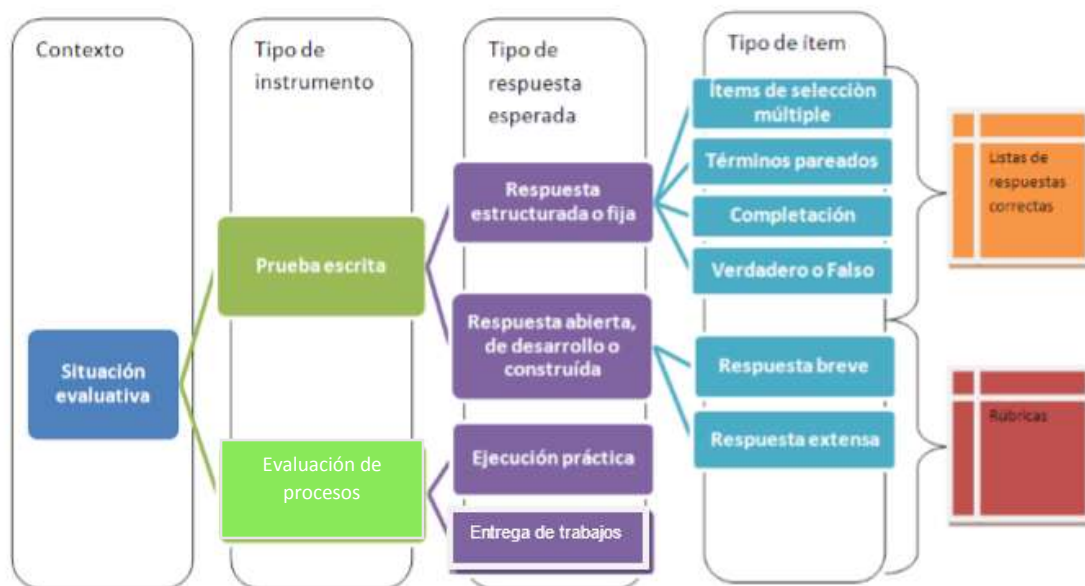 Contexto
Tipo de
instrumento
Tipo de
respuesta
esperada
Tipo de ítem
Situación
evaluativa
Prueba escrita
Evaluación de
procesos
Respuesta
estructurada o fija
Respuesta abierta,
de desarrollo o
construída
Ejecución práctica
Entrega de trabajos
Ítems de selecciòn
múltiple
Términos pareados
Completación
Verdadero o Falso
Respuesta breve
Respuesta extensa
Listas de
respuestas
correctas
Rúbricas